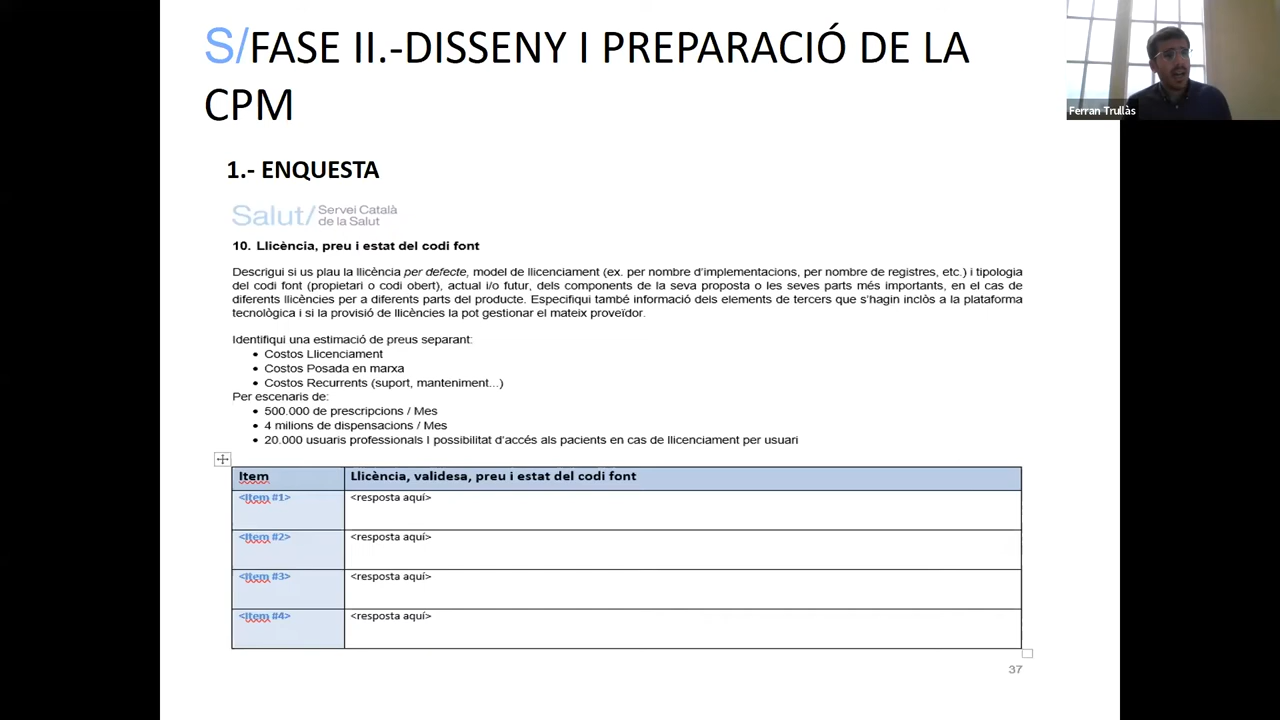 S/FASE II.-DISSENY I PREPARACIÓ DE LA
CPM
Ferran Trullàs
1.- ENQUESTA
Salut/ Servei Català
de la Salut
10. Llicència, preu i estat del codi font
Descrigui si us plau la llicència per defecte, model de llicenciament (ex. per nombre d'implementacions, per nombre de registres, etc.) i tipologia
del codi font (propietari o codi obert), actual i/o futur, dels components de la seva proposta o les seves parts més importants, en el cas de
diferents llicències per a diferents parts del producte. Especifiqui també informació dels elements de tercers que s'hagin inclòs a la plataforma
tecnològica i si la provisió de llicències la pot gestionar el mateix proveïdor.
Identifiqui una estimació de preus separant:
• Costos Llicenciament
• Costos Posada en marxa
• Costos Recurrents (suport, manteniment...)
Per escenaris de:
• 500.000 de prescripcions / Mes
• 4 milions de dispensacions / Mes
• 20.000 usuaris professionals I possibilitat d'accés als pacients en cas de llicenciament per usuari
Item Llicència, validesa, preu i estat del codi font
<Item #1> <resposta aquí>
<Item #2> <resposta aquí>
<Item #3> <resposta aquí>
<Item #4> <resposta aquí>
37